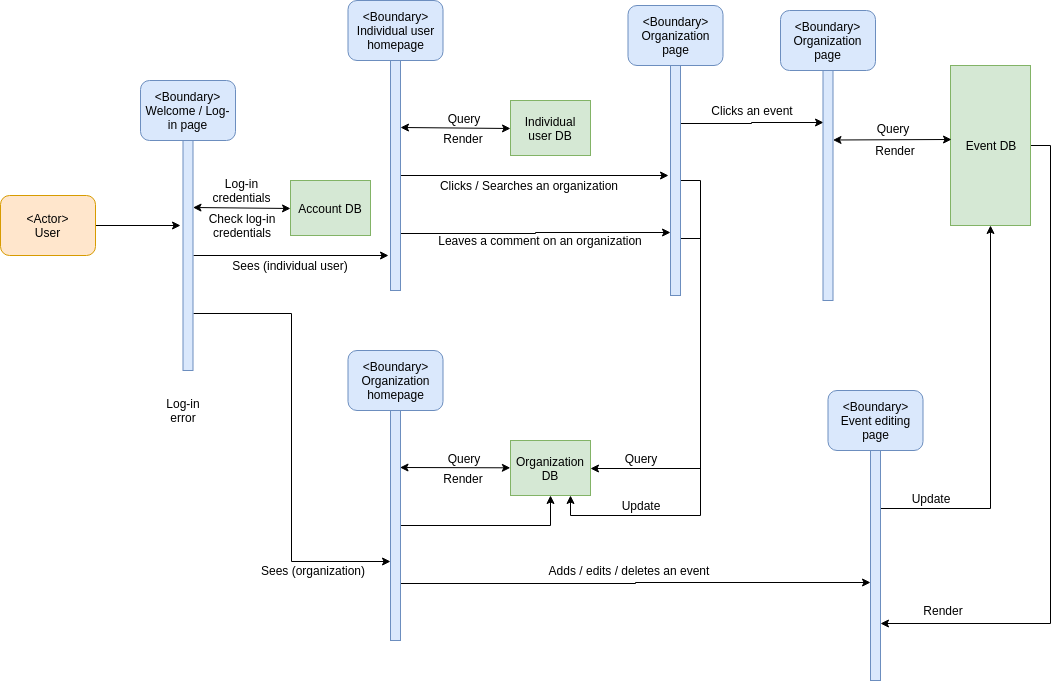 <Boundary>
Individual user
homepage
<Boundary>
Organization
page
<Boundary>
Organization
page
<Boundary>
Welcome / Log-
in page
Query
Render
Individual
user DB
Clicks an event
Query
Render
Event DB
<Actor>
User
Log-in
credentials
Check log-in
credentials
Account DB
Clicks / Searches an organization
Leaves a comment on an organization
Sees (individual user)
<Boundary>
Organization
homepage
Log-in
error
<Boundary>
Event editing
page
Query
Render
Organization
DB
Query
Update
Update
Sees (organization)
Adds / edits / deletes an event
Render